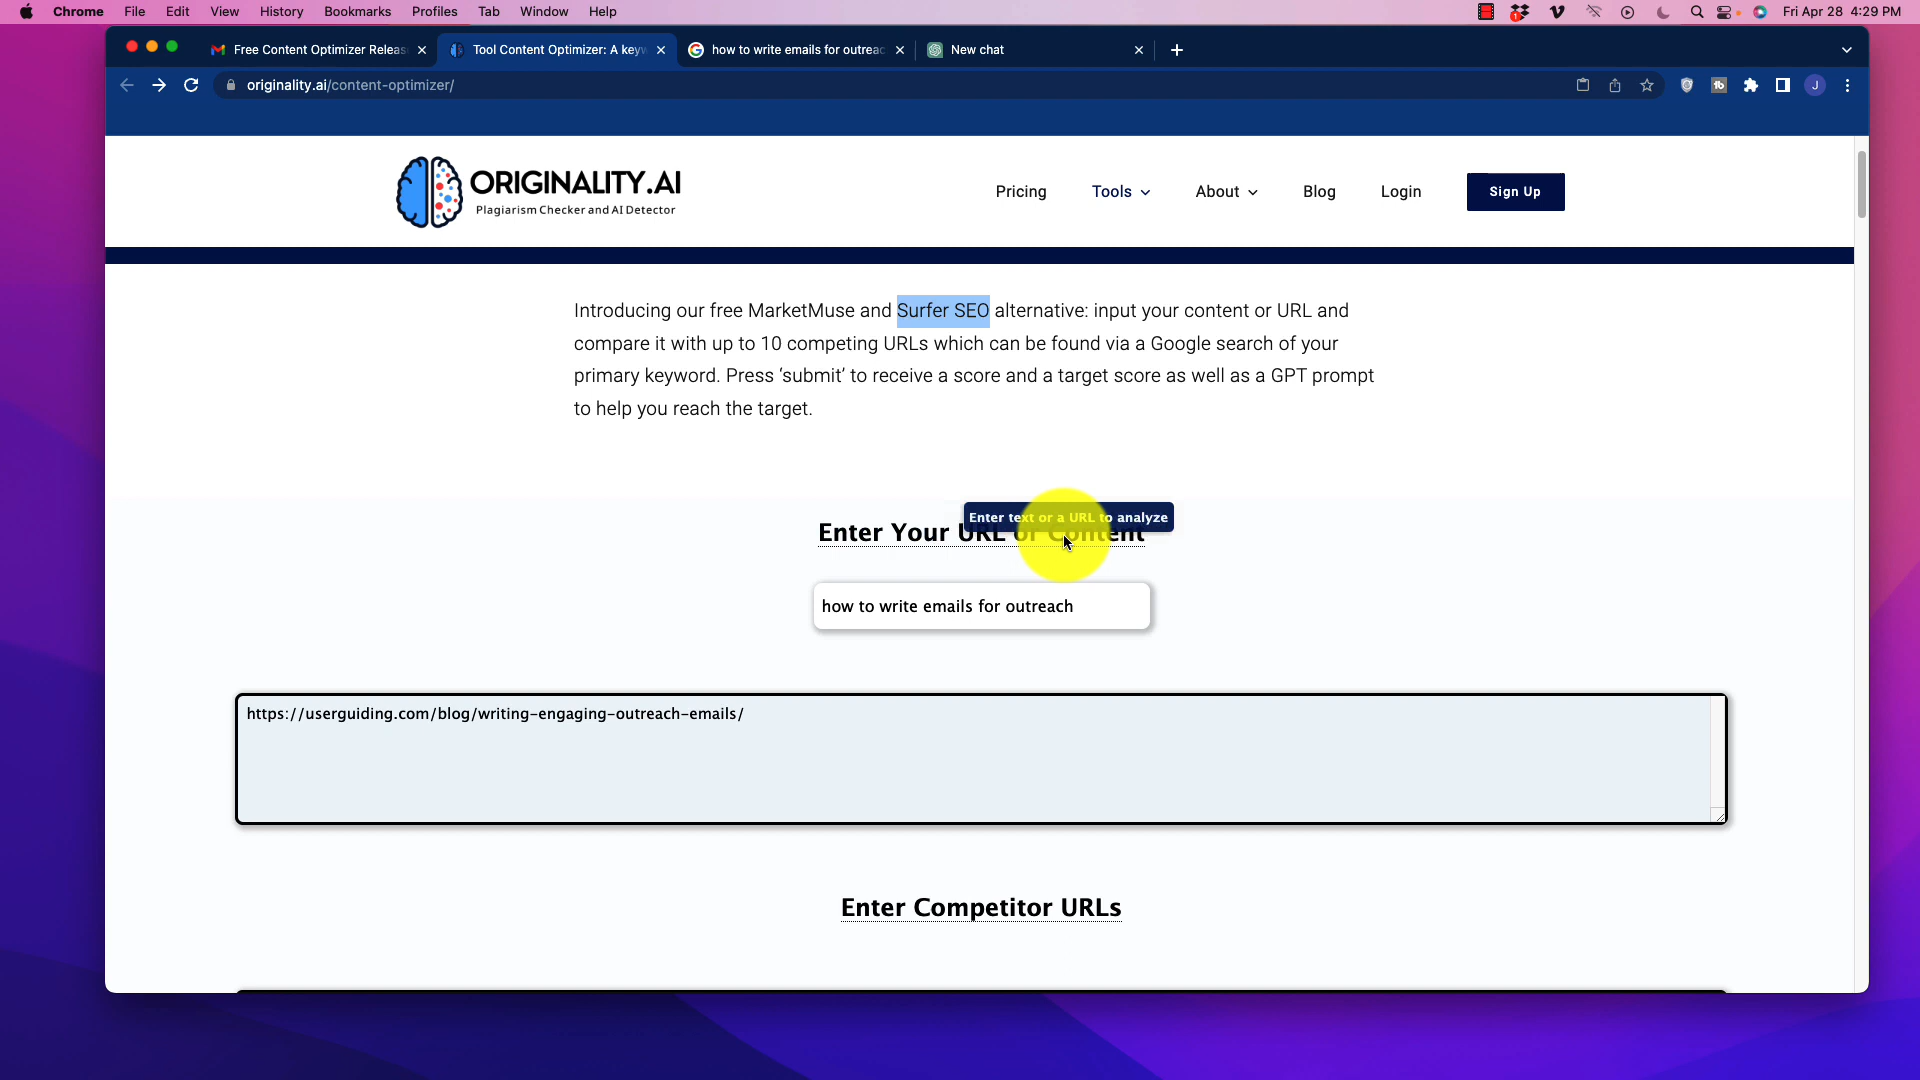 Chrome File Edit View History Bookmarks Profiles Tab Window Help Fri Apr 28 4:29 PM
Free Content Optimizer Releas Tool Content Optimizer: A keyw how to write emails for outreac New chat
originality.ai/content-optimizer/ J
ORIGINALITY.AI
Plagiarism Checker and AI Detector
Pricing Tools About Blog Login Sign Up
Introducing our free MarketMuse and Surfer SEO alternative: input your content or URL and
compare it with up to 10 competing URLs which can be found via a Google search of your
primary keyword. Press ‘submit’ to receive a score and a target score as well as a GPT prompt
to help you reach the target.
Enter text or a URL to analyze
Enter Your URL or Content
how to write emails for outreach
https://userguiding.com/blog/writing-engaging-outreach-emails/
Enter Competitor URLs